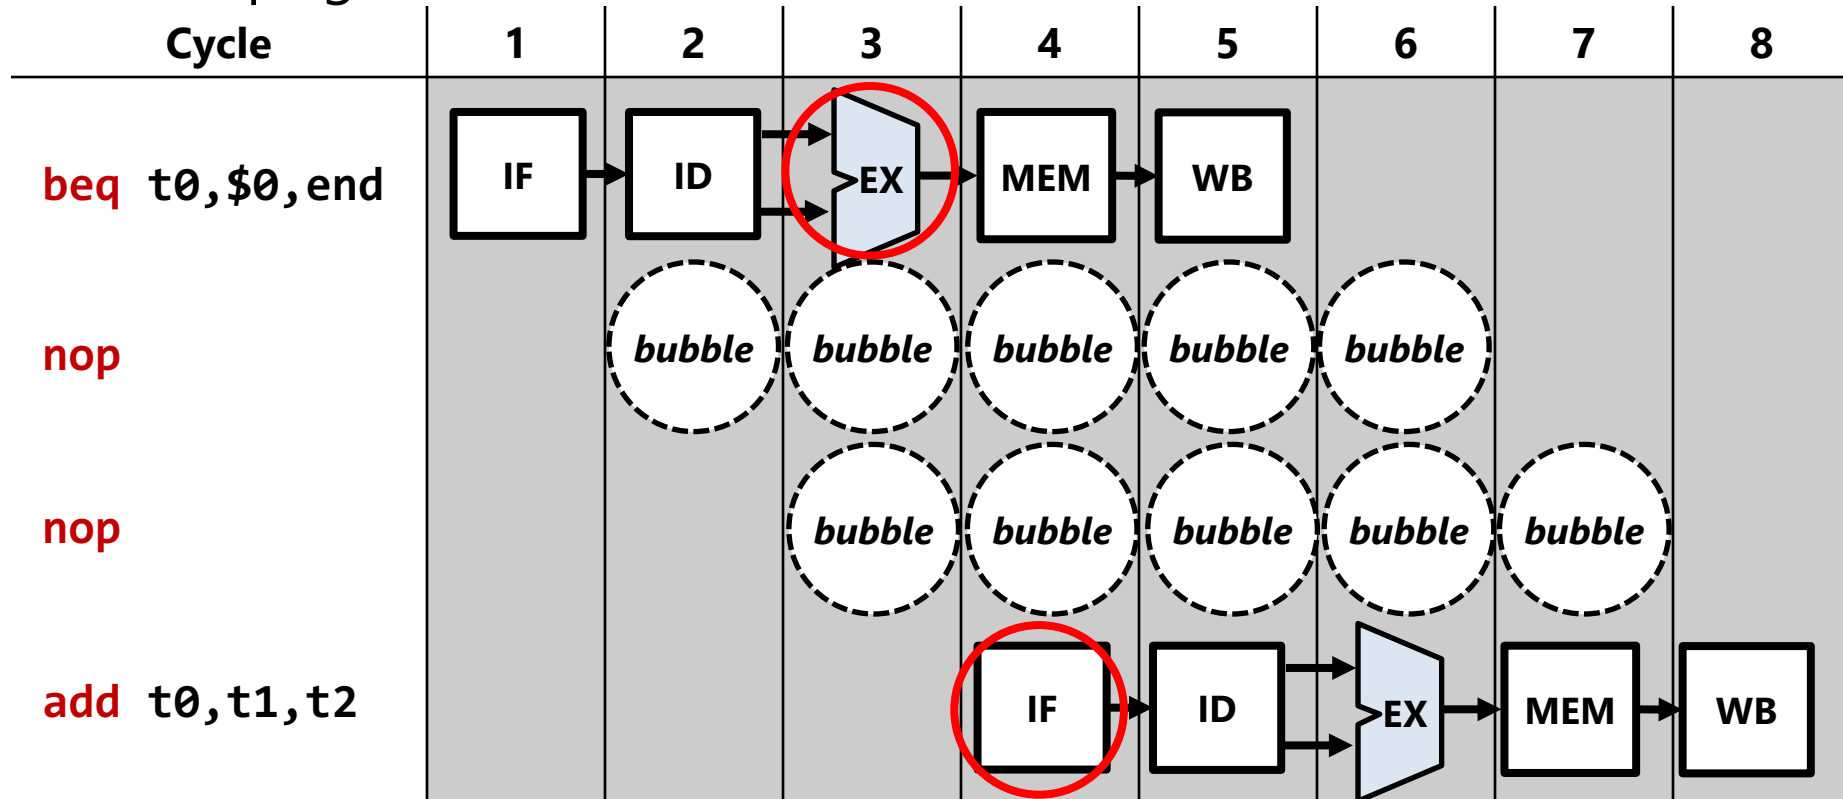 Cycle 1 2 3 4 5 6 7 8
beq t0,$0,end IF ID EX MEM WB
nop bubble bubble bubble bubble bubble
nop bubble bubble bubble bubble bubble
add t0,t1,t2 IF ID EX MEM WB